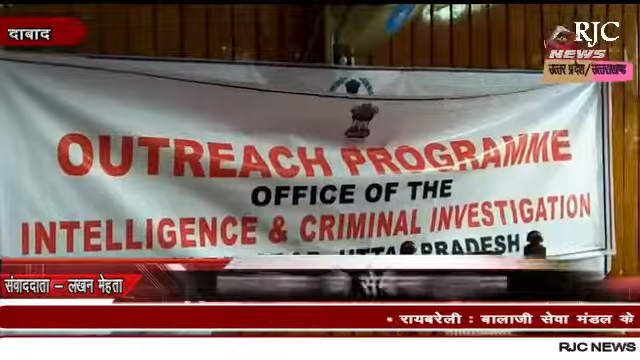 दाबाद
RJC
NEWS
उत्तर प्रदेश/उत्तराखण्ड
OUTREACH PROGRAMME
OFFICE OF THE
INTELLIGENCE & CRIMINAL INVESTIGATION
PRADESH
संवाददाता – लखन मेहता
• रायबरेली : बालाजी सेवा मंडल के
RJC NEWS